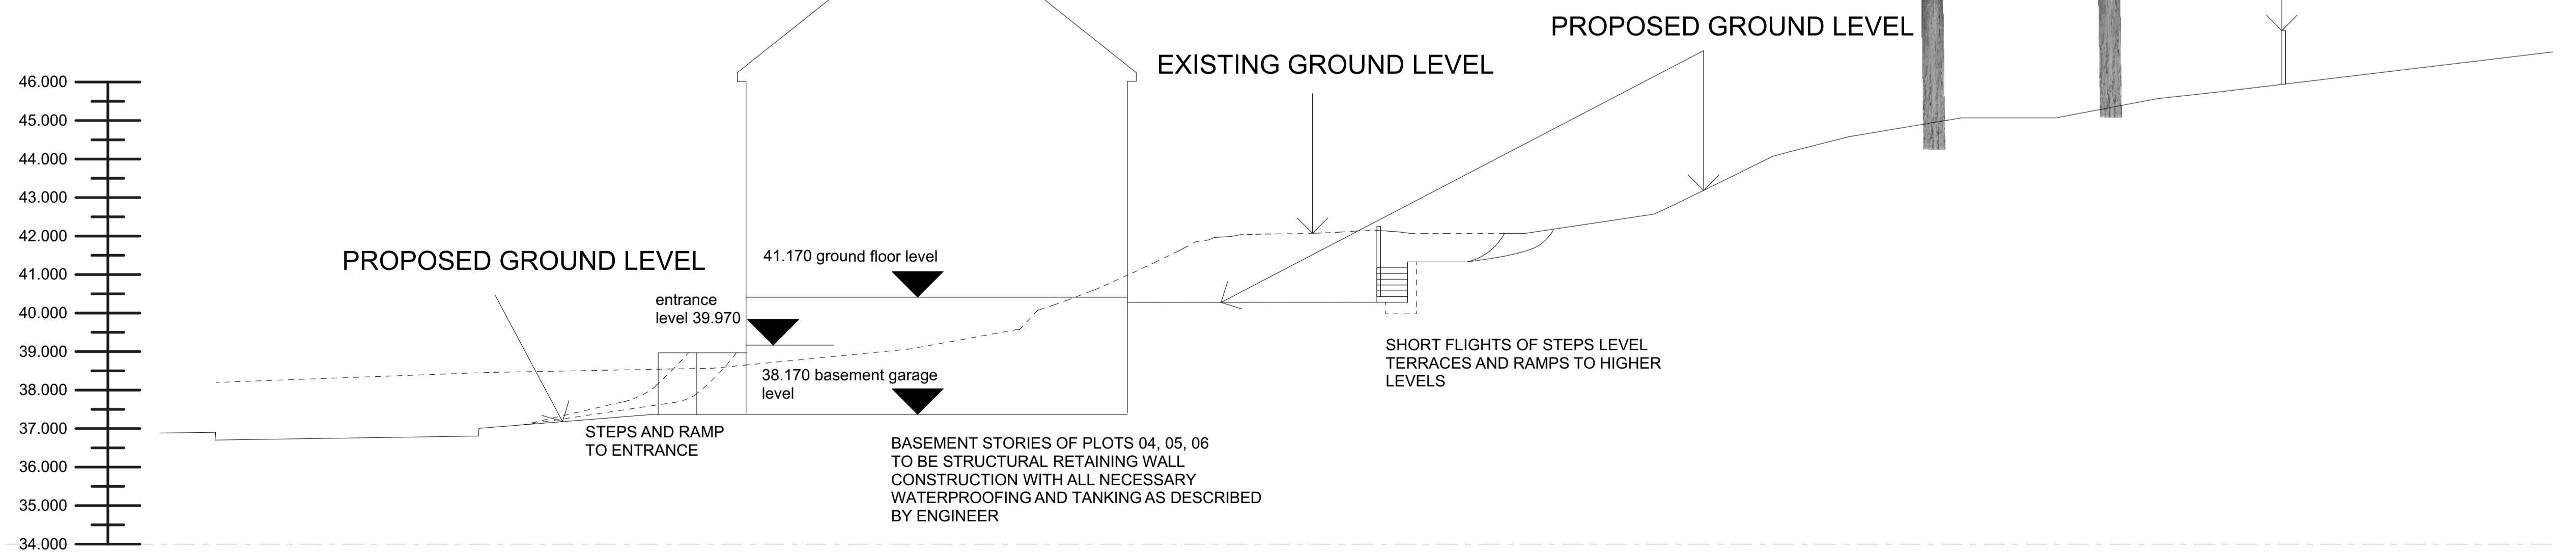 PROPOSED GROUND LEVEL
EXISTING GROUND LEVEL
46.000
45.000
44.000
43.000
42.000
41.000
40.000
39.000
38.000
37.000
36.000
35.000
34.000
PROPOSED GROUND LEVEL
41.170 ground floor level
entrance
level 39.970
38.170 basement garage
level
SHORT FLIGHTS OF STEPS LEVEL
TERRACES AND RAMPS TO HIGHER
LEVELS
STEPS AND RAMP
TO ENTRANCE
BASEMENT STORIES OF PLOTS 04, 05, 06
TO BE STRUCTURAL RETAINING WALL
CONSTRUCTION WITH ALL NECESSARY
WATERPROOFING AND TANKING AS DESCRIBED
BY ENGINEER